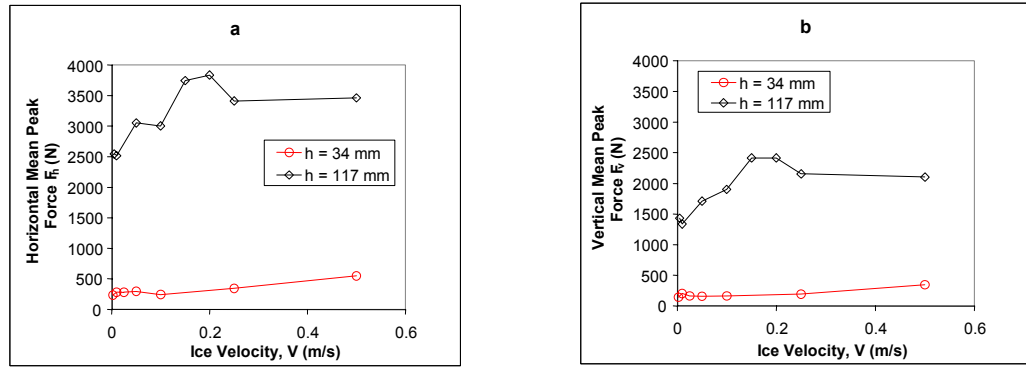 a
Horizontal Mean Peak
Force Fh (N)
4000
3500
3000
2500
2000
1500
1000
500
0
h = 34 mm
h = 117 mm
0 0.2 0.4 0.6
Ice Velocity, V (m/s)
b
Vertical Mean Peak
Force Fv (N)
4000
3500
3000
2500
2000
1500
1000
500
0
h = 34 mm
h = 117 mm
0 0.2 0.4 0.6
Ice Velocity, V (m/s)